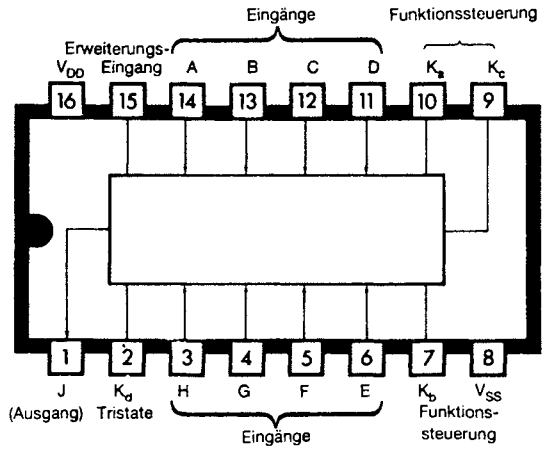 Eingänge
Funktionssteuerung
Erweiterungs-
V_DD Eingang A B C D K_a K_c
16 15 14 13 12 11 10 9
1 2 3 4 5 6 7 8
J K_d H G F E K_b V_SS
(Ausgang) Tristate Funktions-
Eingänge steuerung